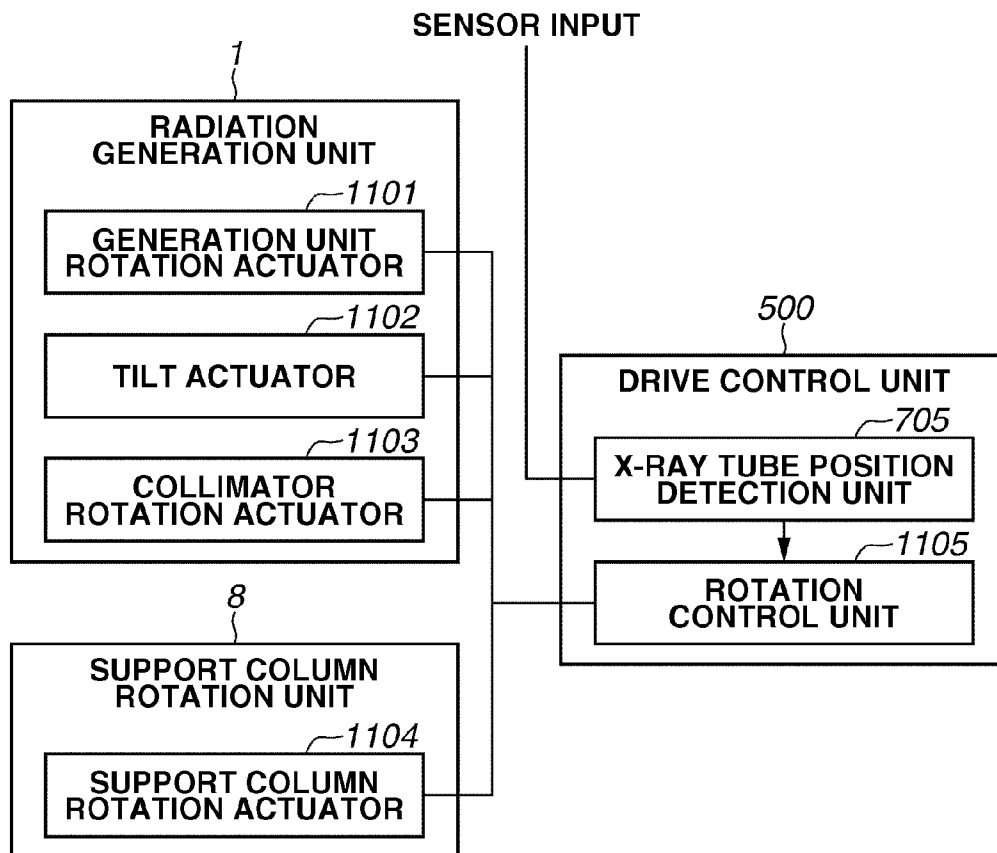 SENSOR INPUT
1
RADIATION
GENERATION UNIT
1101
GENERATION UNIT
ROTATION ACTUATOR
1102
TILT ACTUATOR
1103
COLLIMATOR
ROTATION ACTUATOR
8
SUPPORT COLUMN
ROTATION UNIT
1104
SUPPORT COLUMN
ROTATION ACTUATOR
500
DRIVE CONTROL UNIT
705
X-RAY TUBE POSITION
DETECTION UNIT
1105
ROTATION
CONTROL UNIT